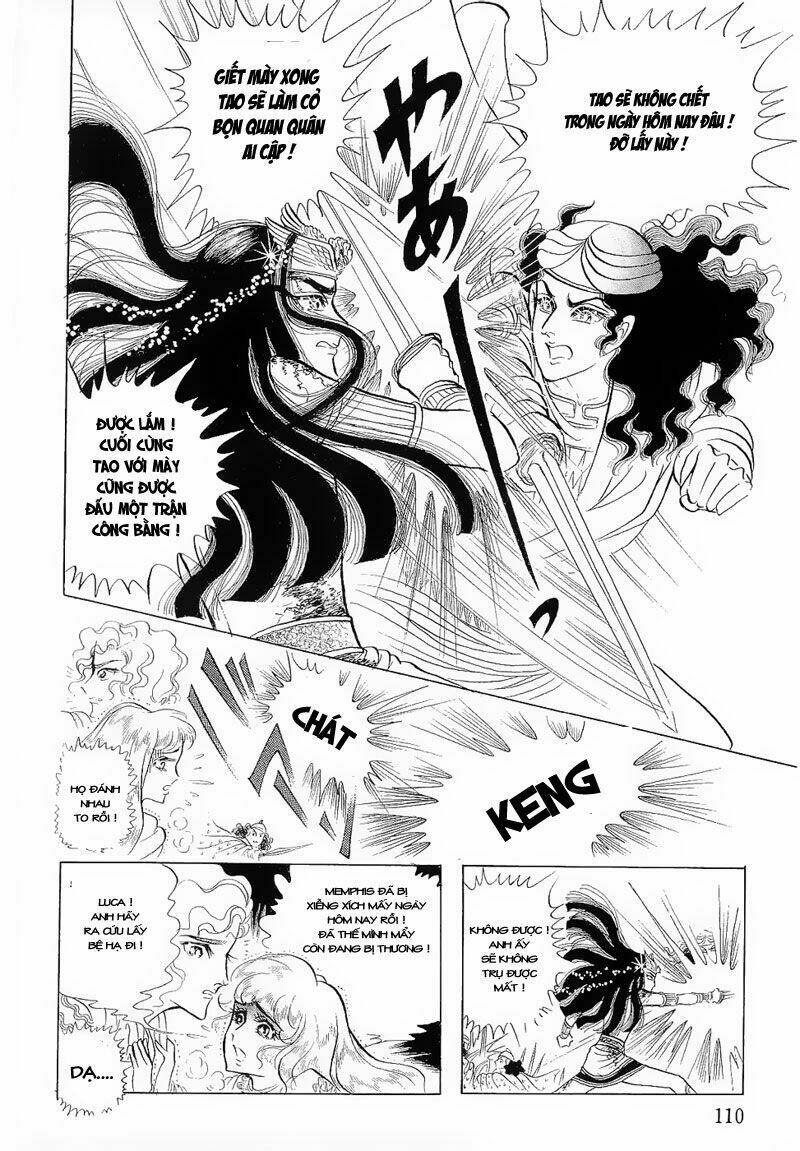 TAO SẼ KHÔNG CHẾT
TRONG NGÀY HÔM NAY ĐÂU !
ĐỠ LẤY NÀY !
GIẾT MÀY XONG
TAO SẼ LÀM CỎ
BỌN QUAN QUÂN
AI CẬP !
やあ
っ
ĐƯỢC LẮM !
CUỐI CÙNG
TAO VỚI MÀY
CŨNG ĐƯỢC
ĐẤU MỘT TRẬN
CÔNG BẰNG !
CHÁT
KENG
HỌ ĐÁNH
NHAU
TO RỒI !
KHÔNG ĐƯỢC !
ANH ẤY
SẼ KHÔNG
TRỤ ĐƯỢC
MẤT !
MEMPHIS ĐÃ BỊ
XIỀNG XÍCH MẤY NGÀY
HÔM NAY RỒI !
ĐÃ THẾ MÌNH MẨY
CÒN ĐANG BỊ THƯƠNG !
LUCA !
ANH HÃY
RA CỨU LẤY
BỆ HẠ ĐI !
DẠ....
110